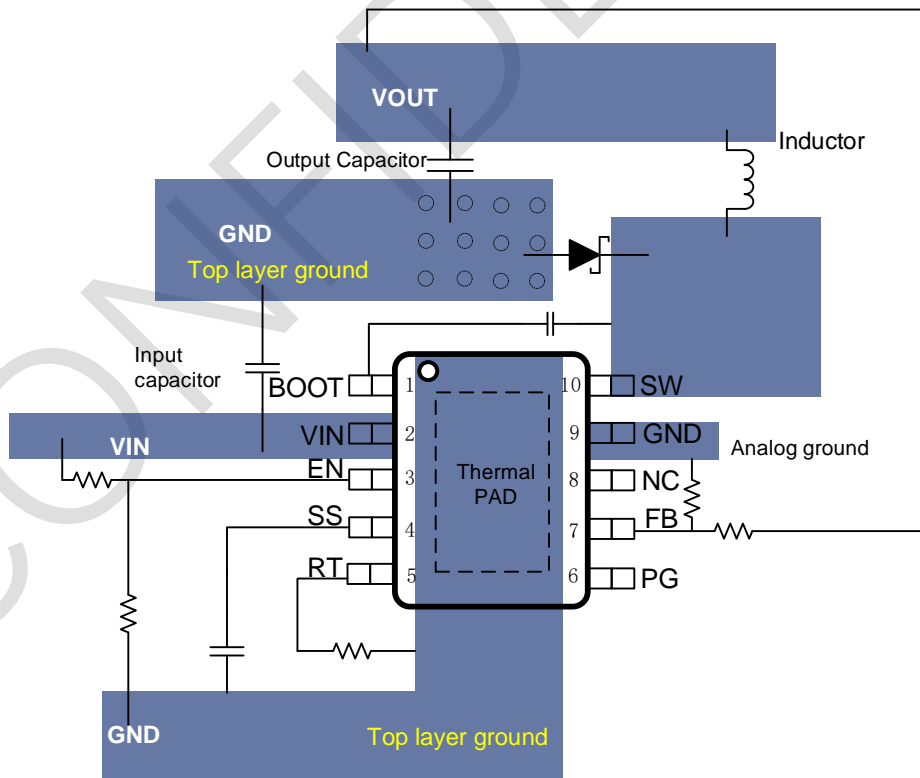 VOUT
Inductor
Output Capacitor
GND
Top layer ground
Input
capacitor
BOOT 1 10 SW
VIN VIN 2 9 GND
Analog ground
EN 3 8 NC
Thermal
PAD
SS 4 7 FB
RT 5 6 PG
GND
Top layer ground